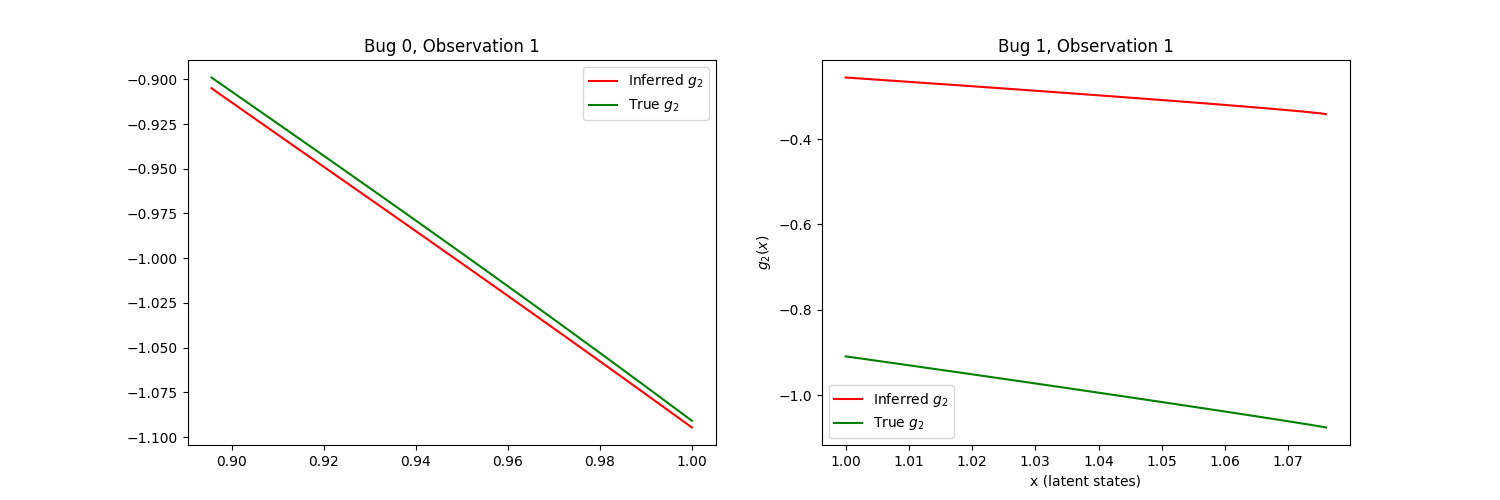 Bug 0, Observation 1
−0.900
−0.925
−0.950
−0.975
−1.000
−1.025
−1.050
−1.075
−1.100
Inferred g₂
True g₂
0.90 0.92 0.94 0.96 0.98 1.00
Bug 1, Observation 1
g₂(x)
−0.4
−0.6
−0.8
−1.0
Inferred g₂
True g₂
1.00 1.01 1.02 1.03 1.04 1.05 1.06 1.07
x (latent states)